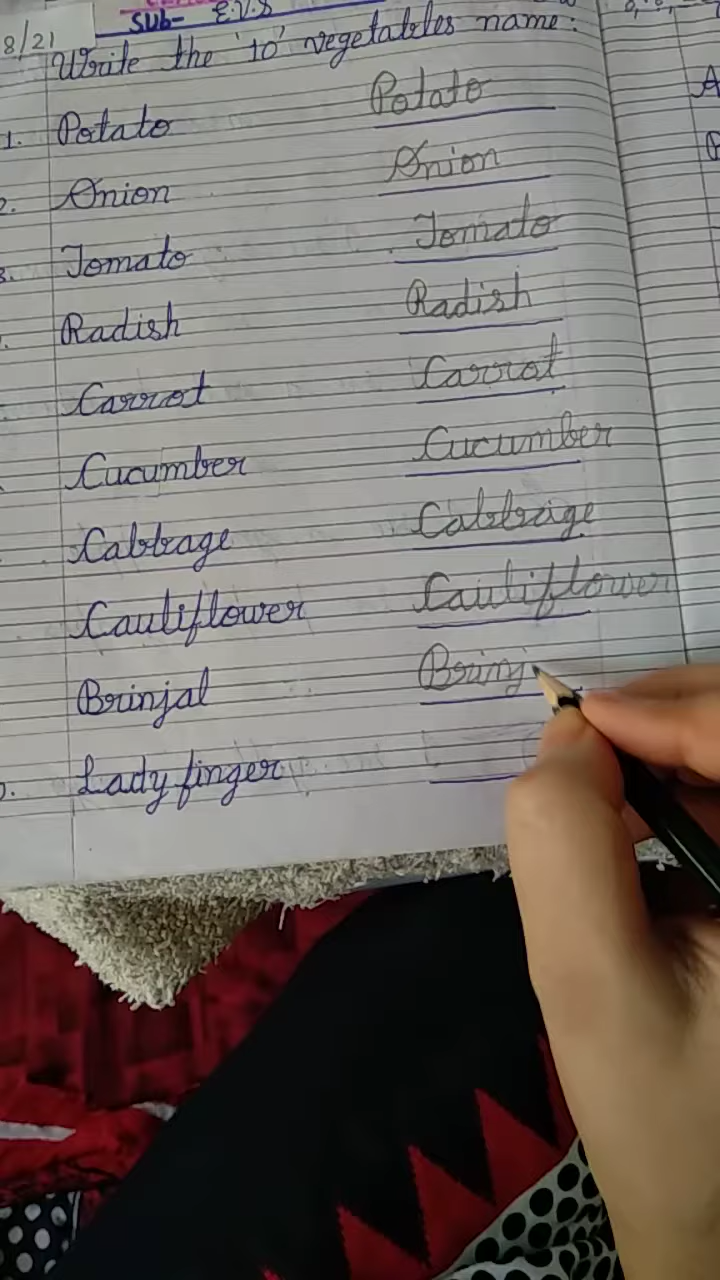 Sub- E.V.S
8/21
Write the '10' vegetables name:
1. Potato Potato
2. Onion Onion
3. Tomato Tomato
Radish Radish
Carrot Carrot
Cucumber Cucumber
Cabbage Cabbage
Cauliflower Cauliflower
Brinjal Brinj
Lady finger